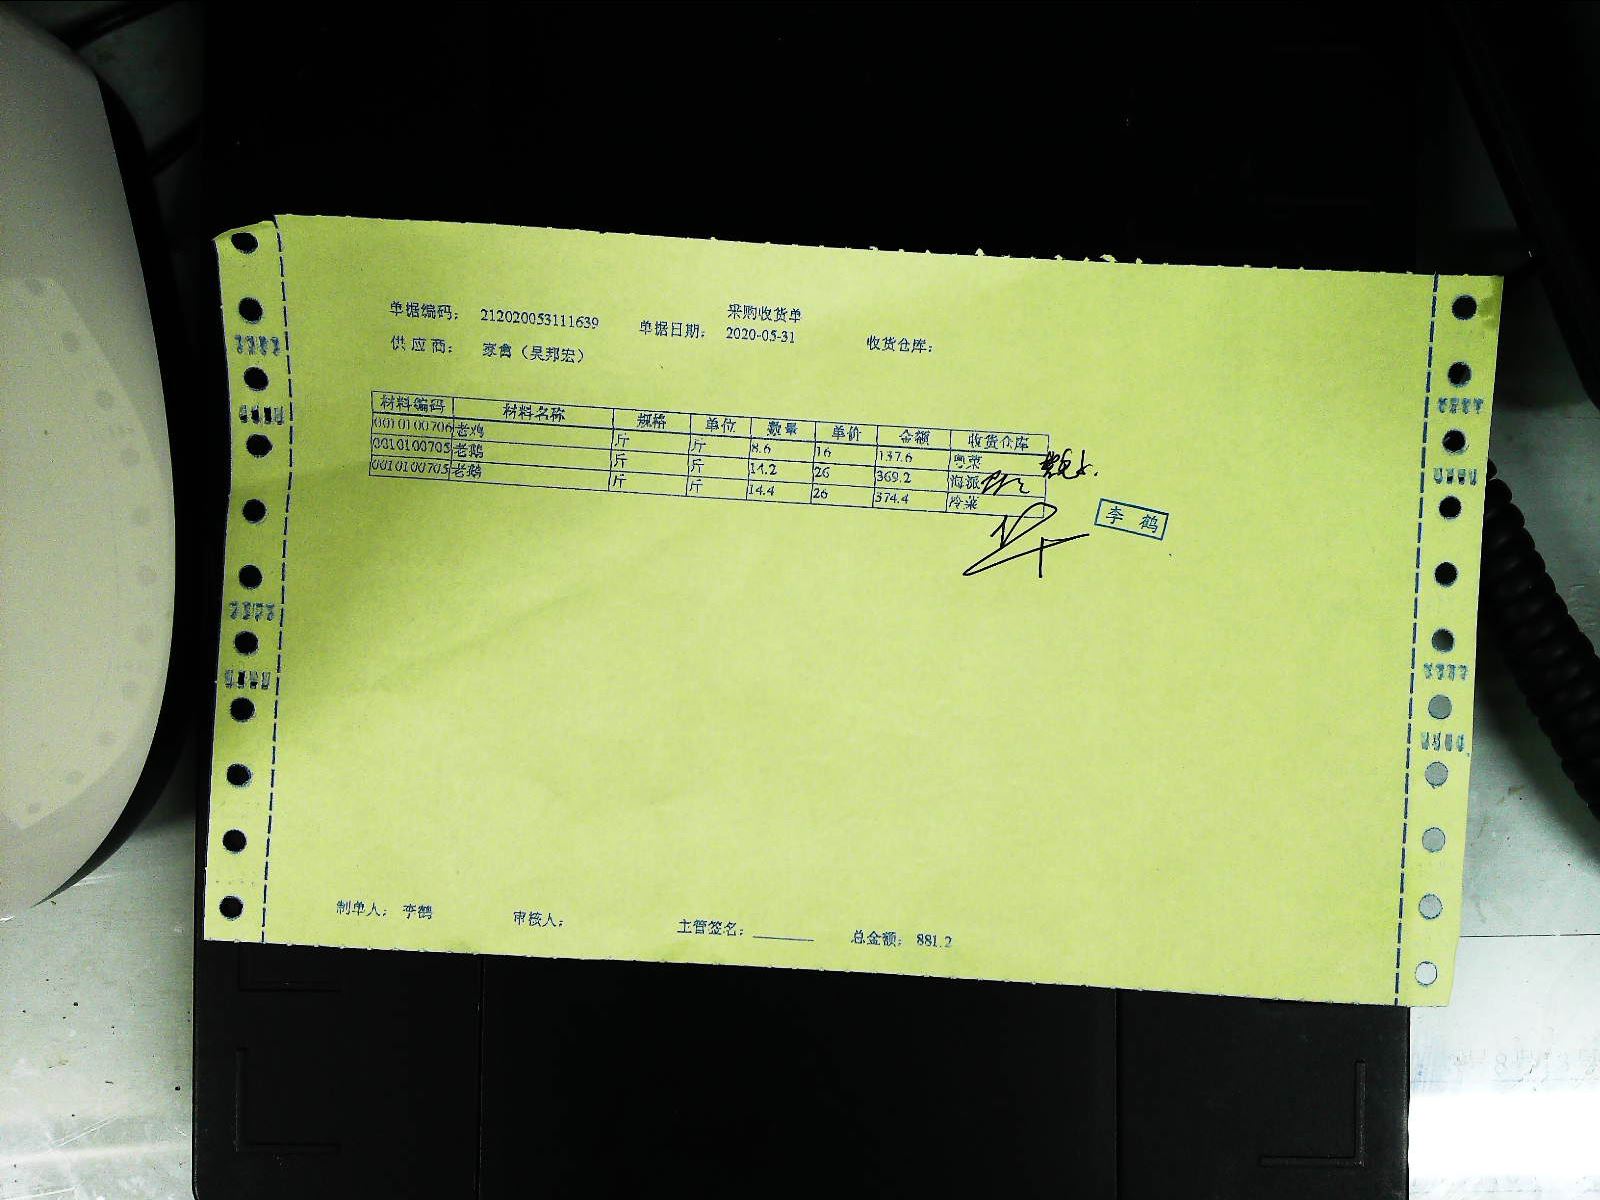 采购收货单
单据编码： 212020053111639 单据日期： 2020-05-31 收货仓库：
供 应 商： 家禽（吴邦宏）
材料编码 材料名称 规格 单位 数量 单价 金额 收货仓库
0010100706 老鸡 斤 斤 8.6 16 137.6 粤菜
0010100705 老鹅 斤 斤 14.2 26 369.2 海派
0010100705 老鹅 斤 斤 14.4 26 374.4 冷菜
李 鹤
制单人： 李鹤 审核人： 主管签名： 总金额： 881.2